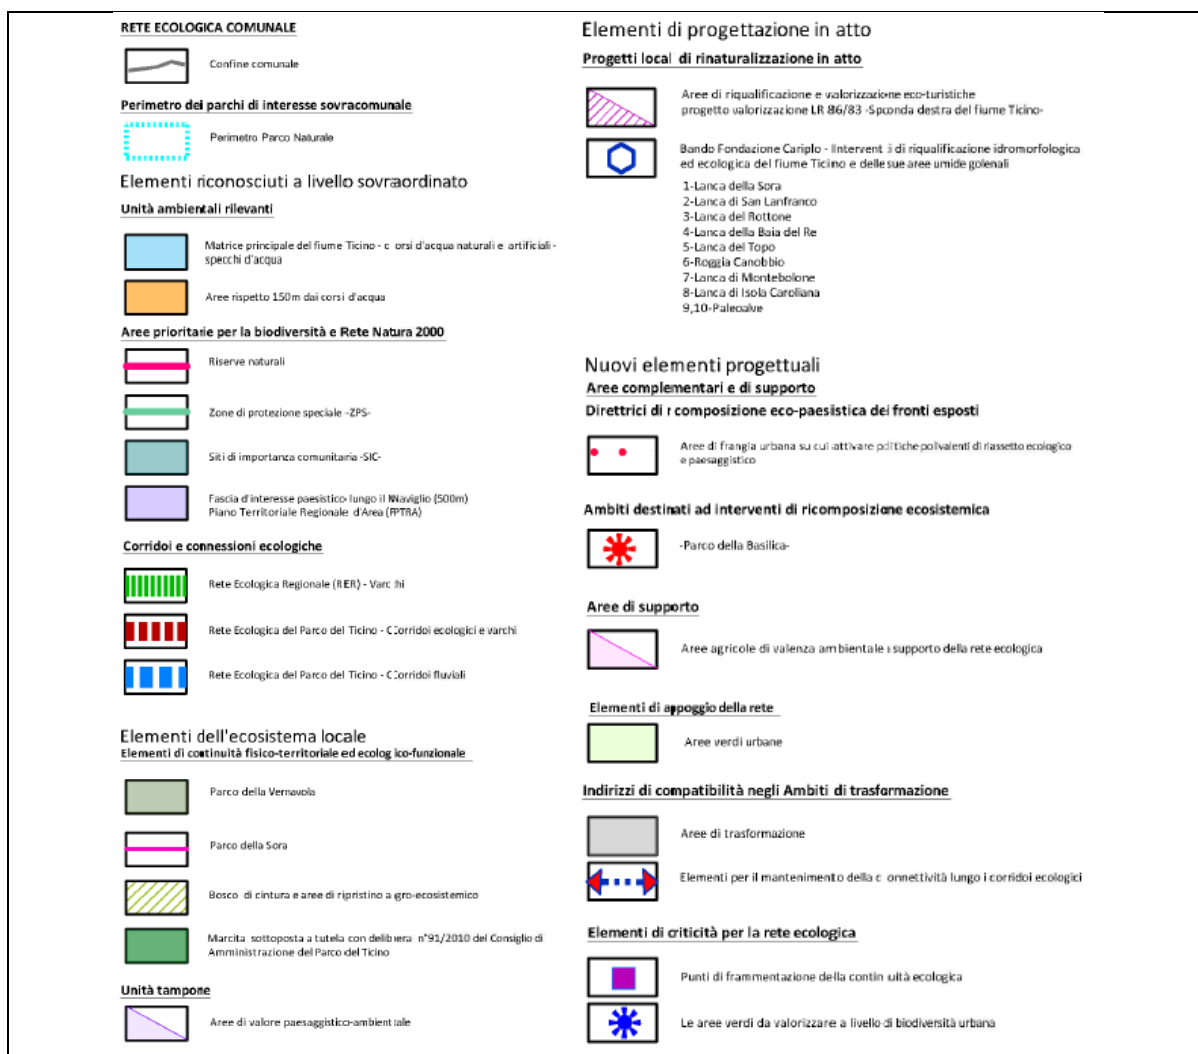 RETE ECOLOGICA COMUNALE
Confine comunale
Perimetro dei parchi di interesse sovracomunale
Perimetro Parco Naturale
Elementi riconosciuti a livello sovraordinato
Unità ambientali rilevanti
Matrice principale del fiume Ticino - corsi d'acqua naturali e artificiali -
specchi d'acqua
Aree rispetto 150m dai corsi d'acqua
Aree prioritarie per la biodiversità e Rete Natura 2000
Riserve naturali
Zone di protezione speciale -ZPS-
Siti di importanza comunitaria -SIC-
Fascia d'interesse paesistico lungo il Naviglio (500m)
Piano Territoriale Regionale d'Area (PTRA)
Corridoi e connessioni ecologiche
Rete Ecologica Regionale (RER) - Varchi
Rete Ecologica del Parco del Ticino - Corridoi ecologici e varchi
Rete Ecologica del Parco del Ticino - Corridoi fluviali
Elementi dell'ecosistema locale
Elementi di continuità fisico-territoriale ed ecologico-funzionale
Parco della Vernavola
Parco della Sora
Bosco di cintura e aree di ripristino agro-ecosistemico
Marcita sottoposta a tutela con delibera n°91/2010 del Consiglio di
Amministrazione del Parco del Ticino
Unità tampone
Aree di valore paesaggistico-ambientale
Elementi di progettazione in atto
Progetti locali di rinaturalizzazione in atto
Aree di riqualificazione e valorizzazione eco-turistiche
progetto valorizzazione LR 86/83 -Sponda destra del fiume Ticino-
Bando Fondazione Cariplo - Interventi di riqualificazione idromorfologica
ed ecologica del fiume Ticino e delle sue aree umide golenali
1-Lanca della Sora
2-Lanca di San Lanfranco
3-Lanca del Rottone
4-Lanca della Baia del Re
5-Lanca del Topo
6-Roggia Canobbio
7-Lanca di Montebolone
8-Lanca di Isola Caroliana
9,10-Paleoalve
Nuovi elementi progettuali
Aree complementari e di supporto
Direttrici di ricomposizione eco-paesistica dei fronti esposti
Aree di frangia urbana su cui attivare politiche polivalenti di riassetto ecologico
e paesaggistico
Ambiti destinati ad interventi di ricomposizione ecosistemica
-Parco della Basilica-
Aree di supporto
Aree agricole di valenza ambientale a supporto della rete ecologica
Elementi di appoggio della rete
Aree verdi urbane
Indirizzi di compatibilità negli Ambiti di trasformazione
Aree di trasformazione
Elementi per il mantenimento della connettività lungo i corridoi ecologici
Elementi di criticità per la rete ecologica
Punti di frammentazione della continuità ecologica
Le aree verdi da valorizzare a livello di biodiversità urbana